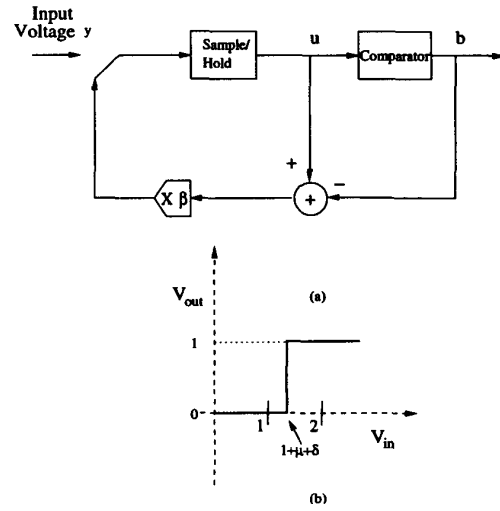 Input
Voltage y
Sample/
Hold
u
Comparator
b
+
−
+
X β
(a)
V_out
1
0
1
2
V_in
1+μ+δ
(b)